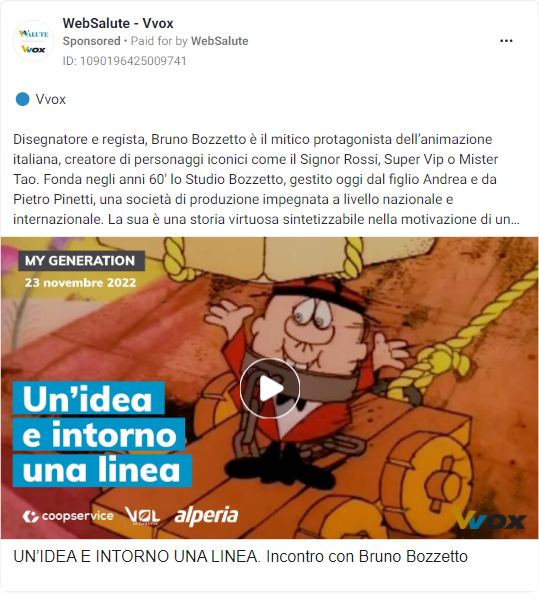 WebSalute - Vvox
Sponsored • Paid for by WebSalute
ID: 1090196425009741
Vvox
Disegnatore e regista, Bruno Bozzetto è il mitico protagonista dell'animazione
italiana, creatore di personaggi iconici come il Signor Rossi, Super Vip o Mister
Tao. Fonda negli anni 60' lo Studio Bozzetto, gestito oggi dal figlio Andrea e da
Pietro Pinetti, una società di produzione impegnata a livello nazionale e
internazionale. La sua è una storia virtuosa sintetizzabile nella motivazione di un...
MY GENERATION
23 novembre 2022
Un'idea
e intorno
una linea
coopservice VGL alperia
VVOX
UN'IDEA E INTORNO UNA LINEA. Incontro con Bruno Bozzetto